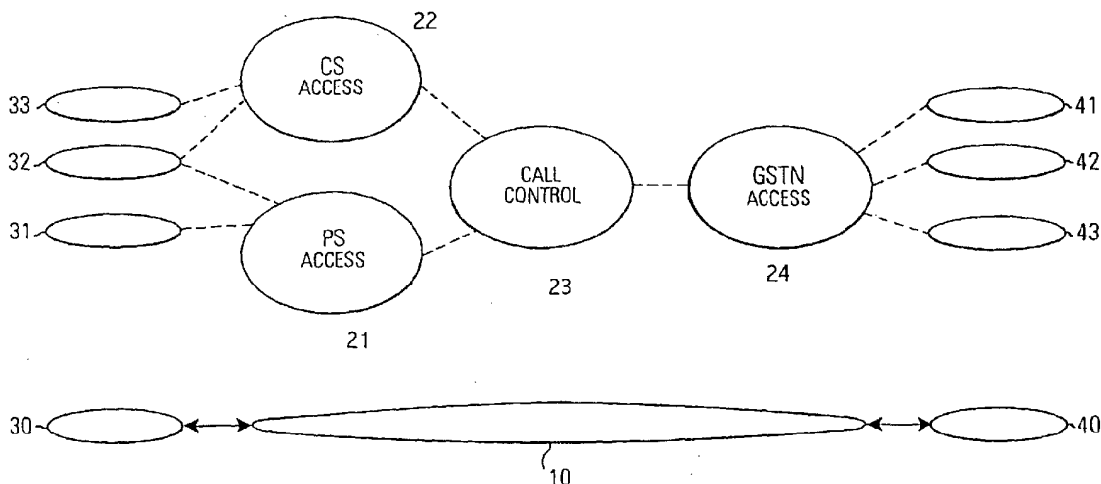 22
CS
ACCESS
33
32
31
41
42
43
CALL
CONTROL
GSTN
ACCESS
PS
ACCESS
23
24
21
30
10
40